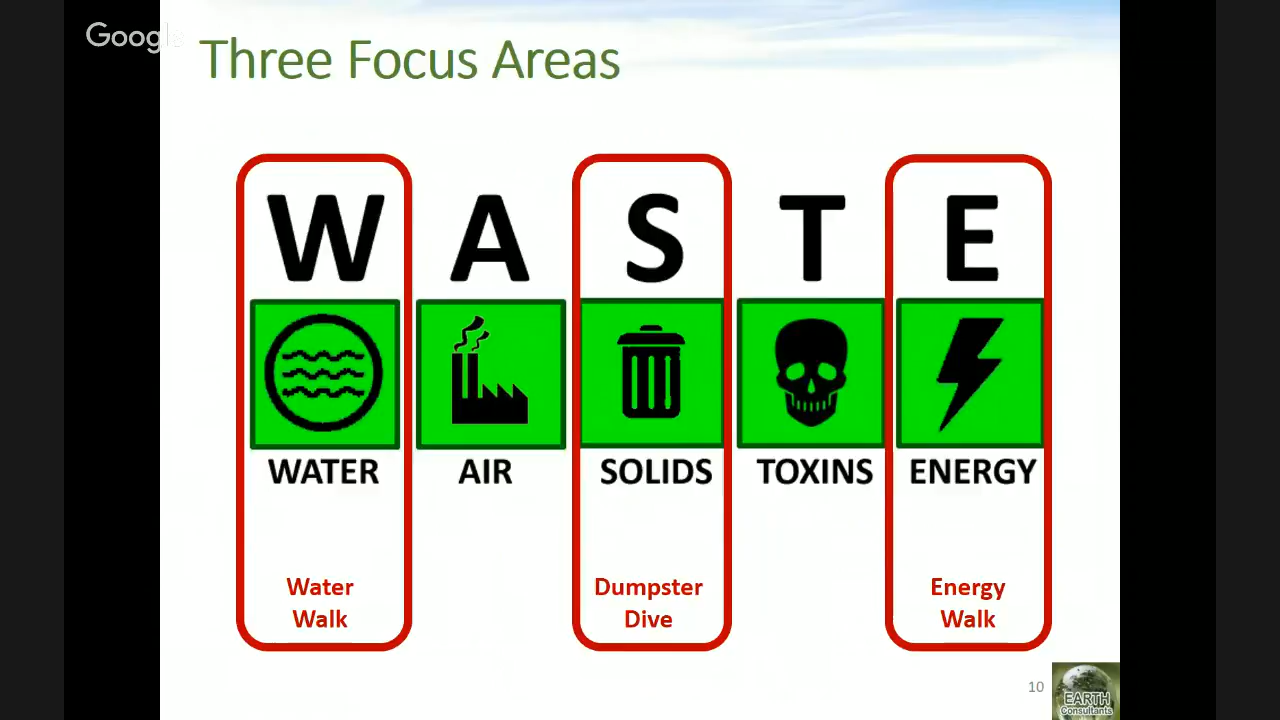 Google
Three Focus Areas
W A S T E
WATER AIR SOLIDS TOXINS ENERGY
Water Walk
Dumpster Dive
Energy Walk
10
EARTH
Consultants